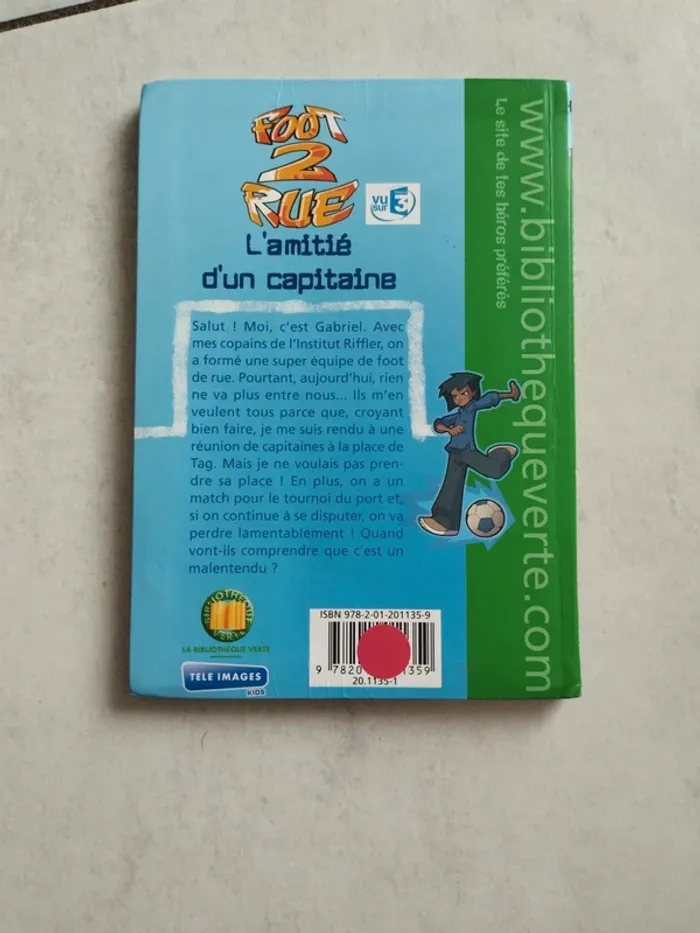 FOOT
2
RUE
vu
sur
3
L'amitié
d'un capitaine
Salut ! Moi, c'est Gabriel. Avec
mes copains de l'Institut Riffler, on
a formé une super équipe de foot
de rue. Pourtant, aujourd'hui, rien
ne va plus entre nous... Ils m'en
veulent tous parce que, croyant
bien faire, je me suis rendu à une
réunion de capitaines à la place de
Tag. Mais je ne voulais pas pren-
dre sa place ! En plus, on a un
match pour le tournoi du port et,
si on continue à se disputer, on va
perdre lamentablement ! Quand
vont-ils comprendre que c'est un
malentendu ?
BIBLIOTHÈQUE
VERTE
LA BIBLIOTHÈQUE VERTE
TELE IMAGES
KIDS
ISBN 978-2-01-201135-9
9 782 1359
20.1135-1
www.bibliothequeverte.com
Le site de tes héros préférés